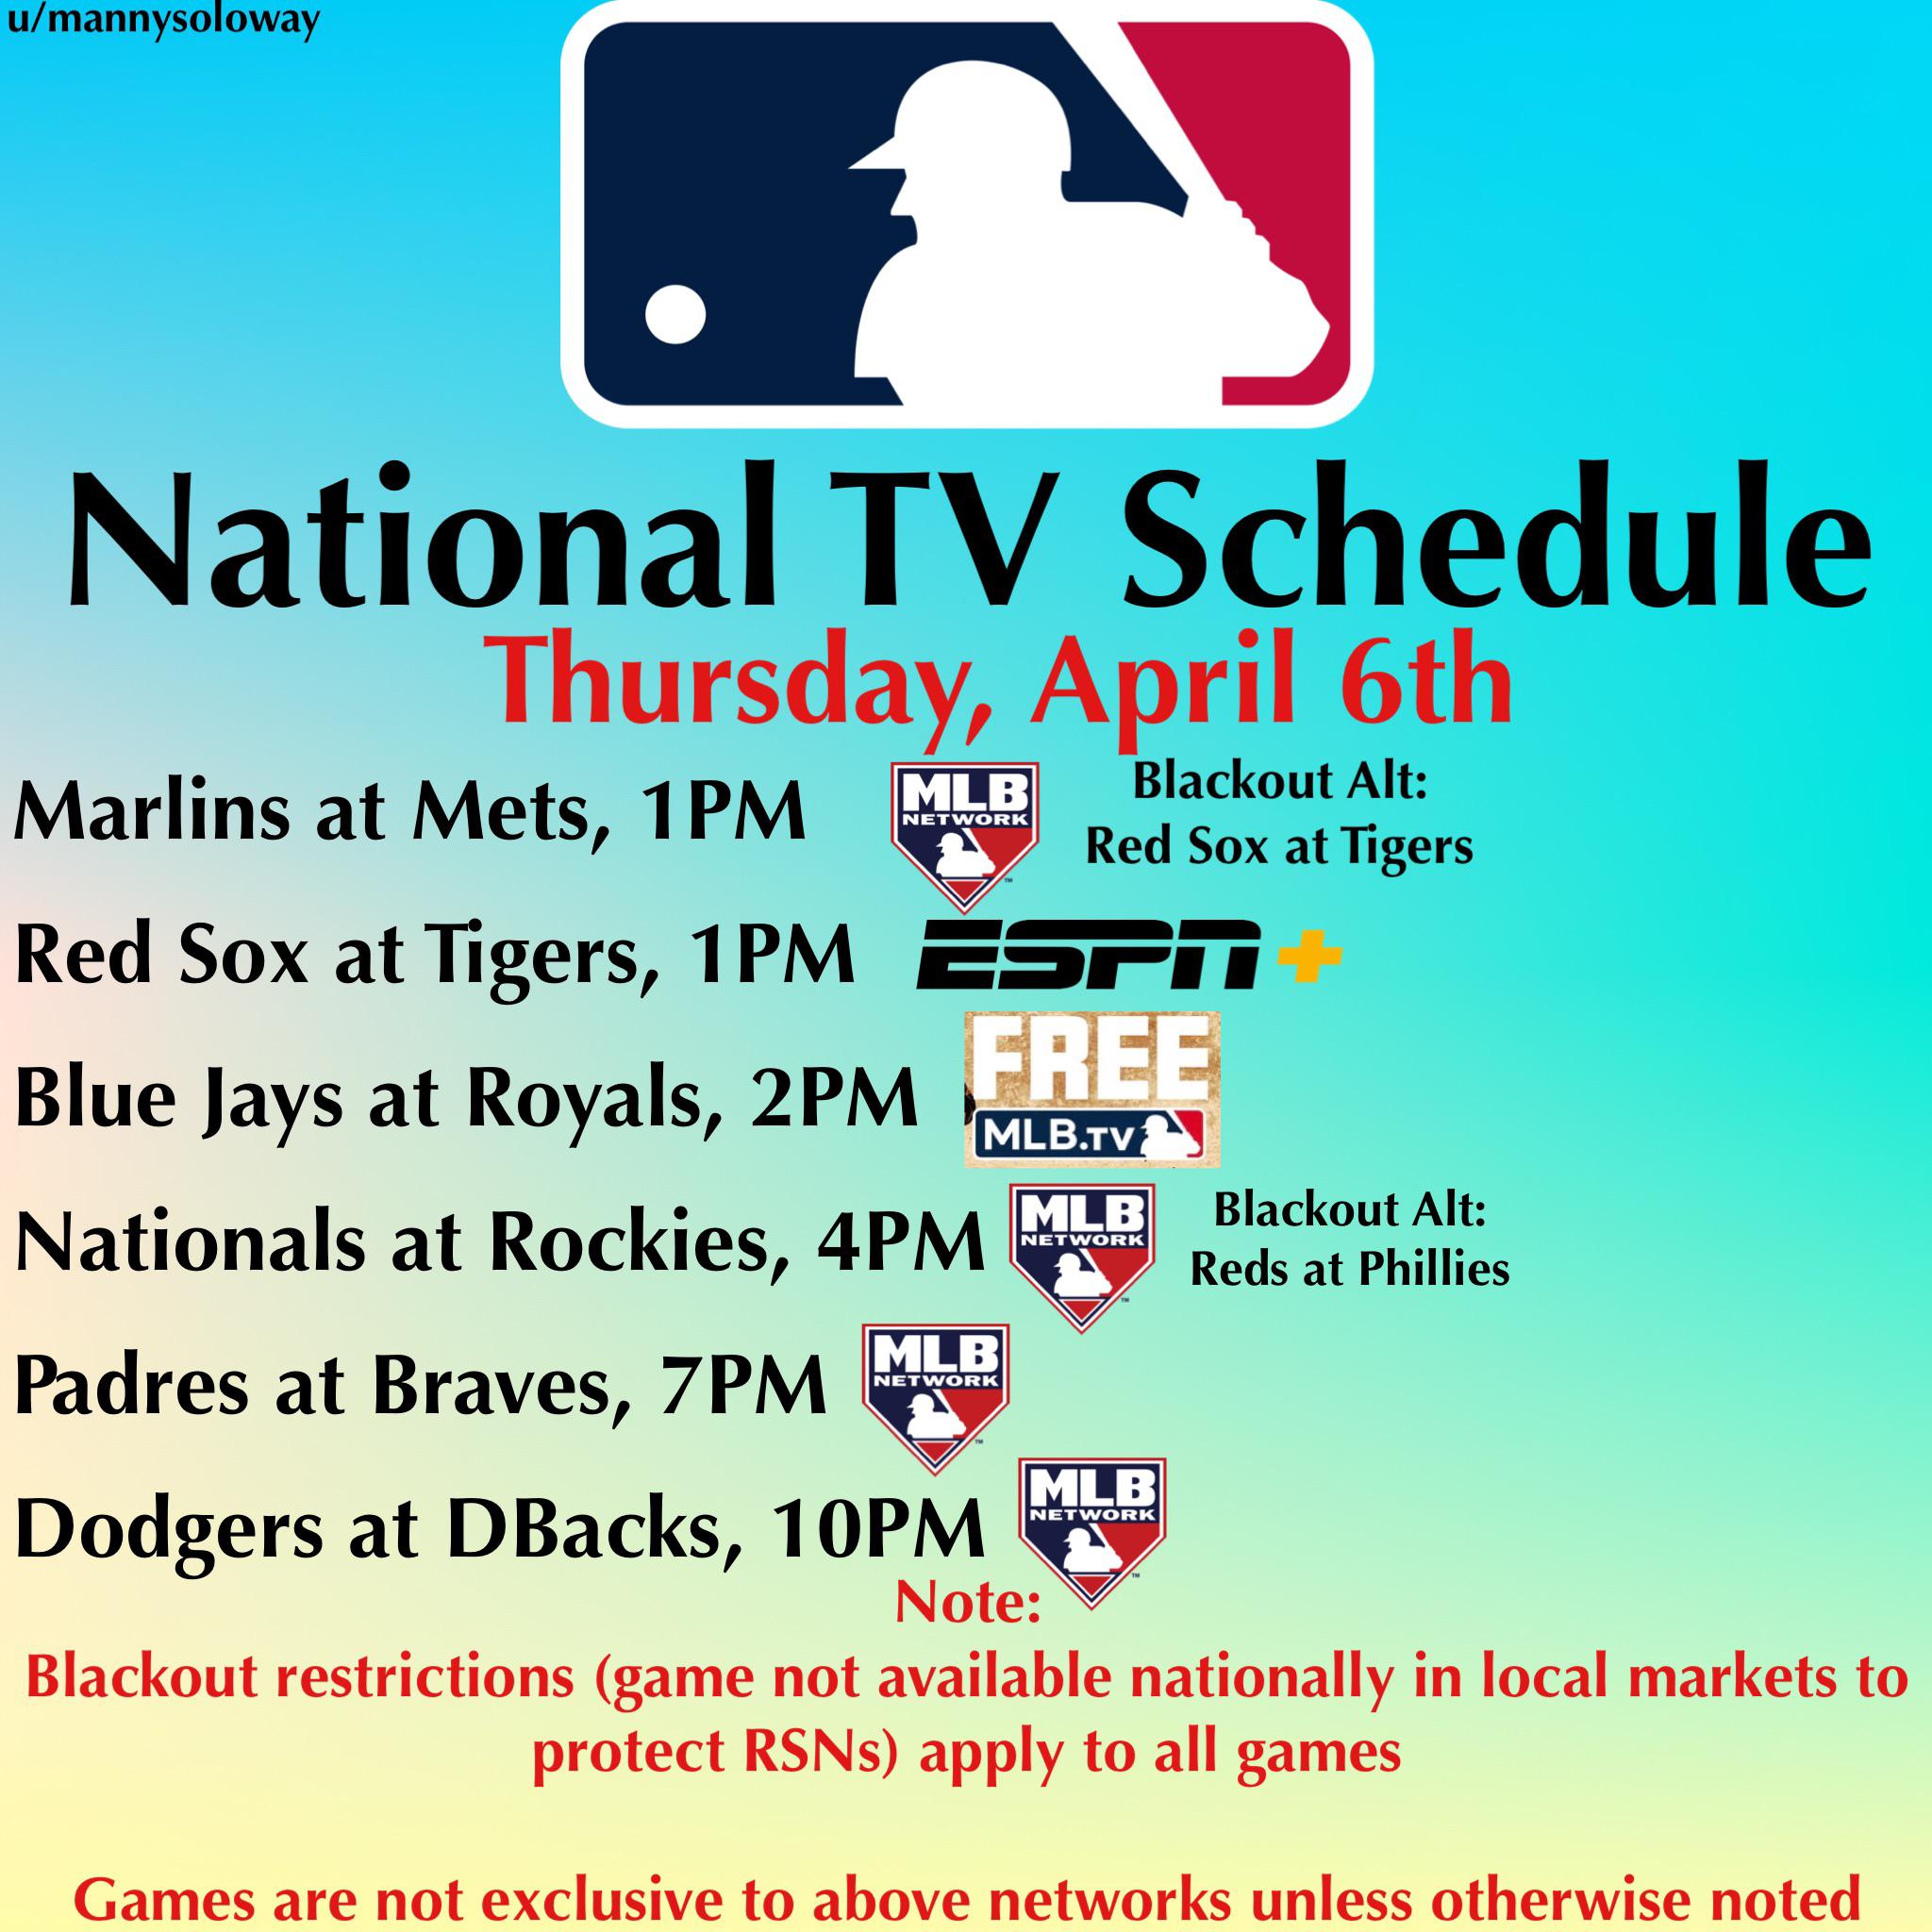 u/mannysoloway
National TV Schedule
Thursday, April 6th
Marlins at Mets, 1PM
MLB
NETWORK
TM
Blackout Alt:
Red Sox at Tigers
Red Sox at Tigers, 1PM
ESPN+
Blue Jays at Royals, 2PM
FREE
MLB.TV
Nationals at Rockies, 4PM
MLB
NETWORK
TM
Blackout Alt:
Reds at Phillies
Padres at Braves, 7PM
MLB
NETWORK
TM
Dodgers at DBacks, 10PM
MLB
NETWORK
TM
Note:
Blackout restrictions (game not available nationally in local markets to
protect RSNs) apply to all games
Games are not exclusive to above networks unless otherwise noted